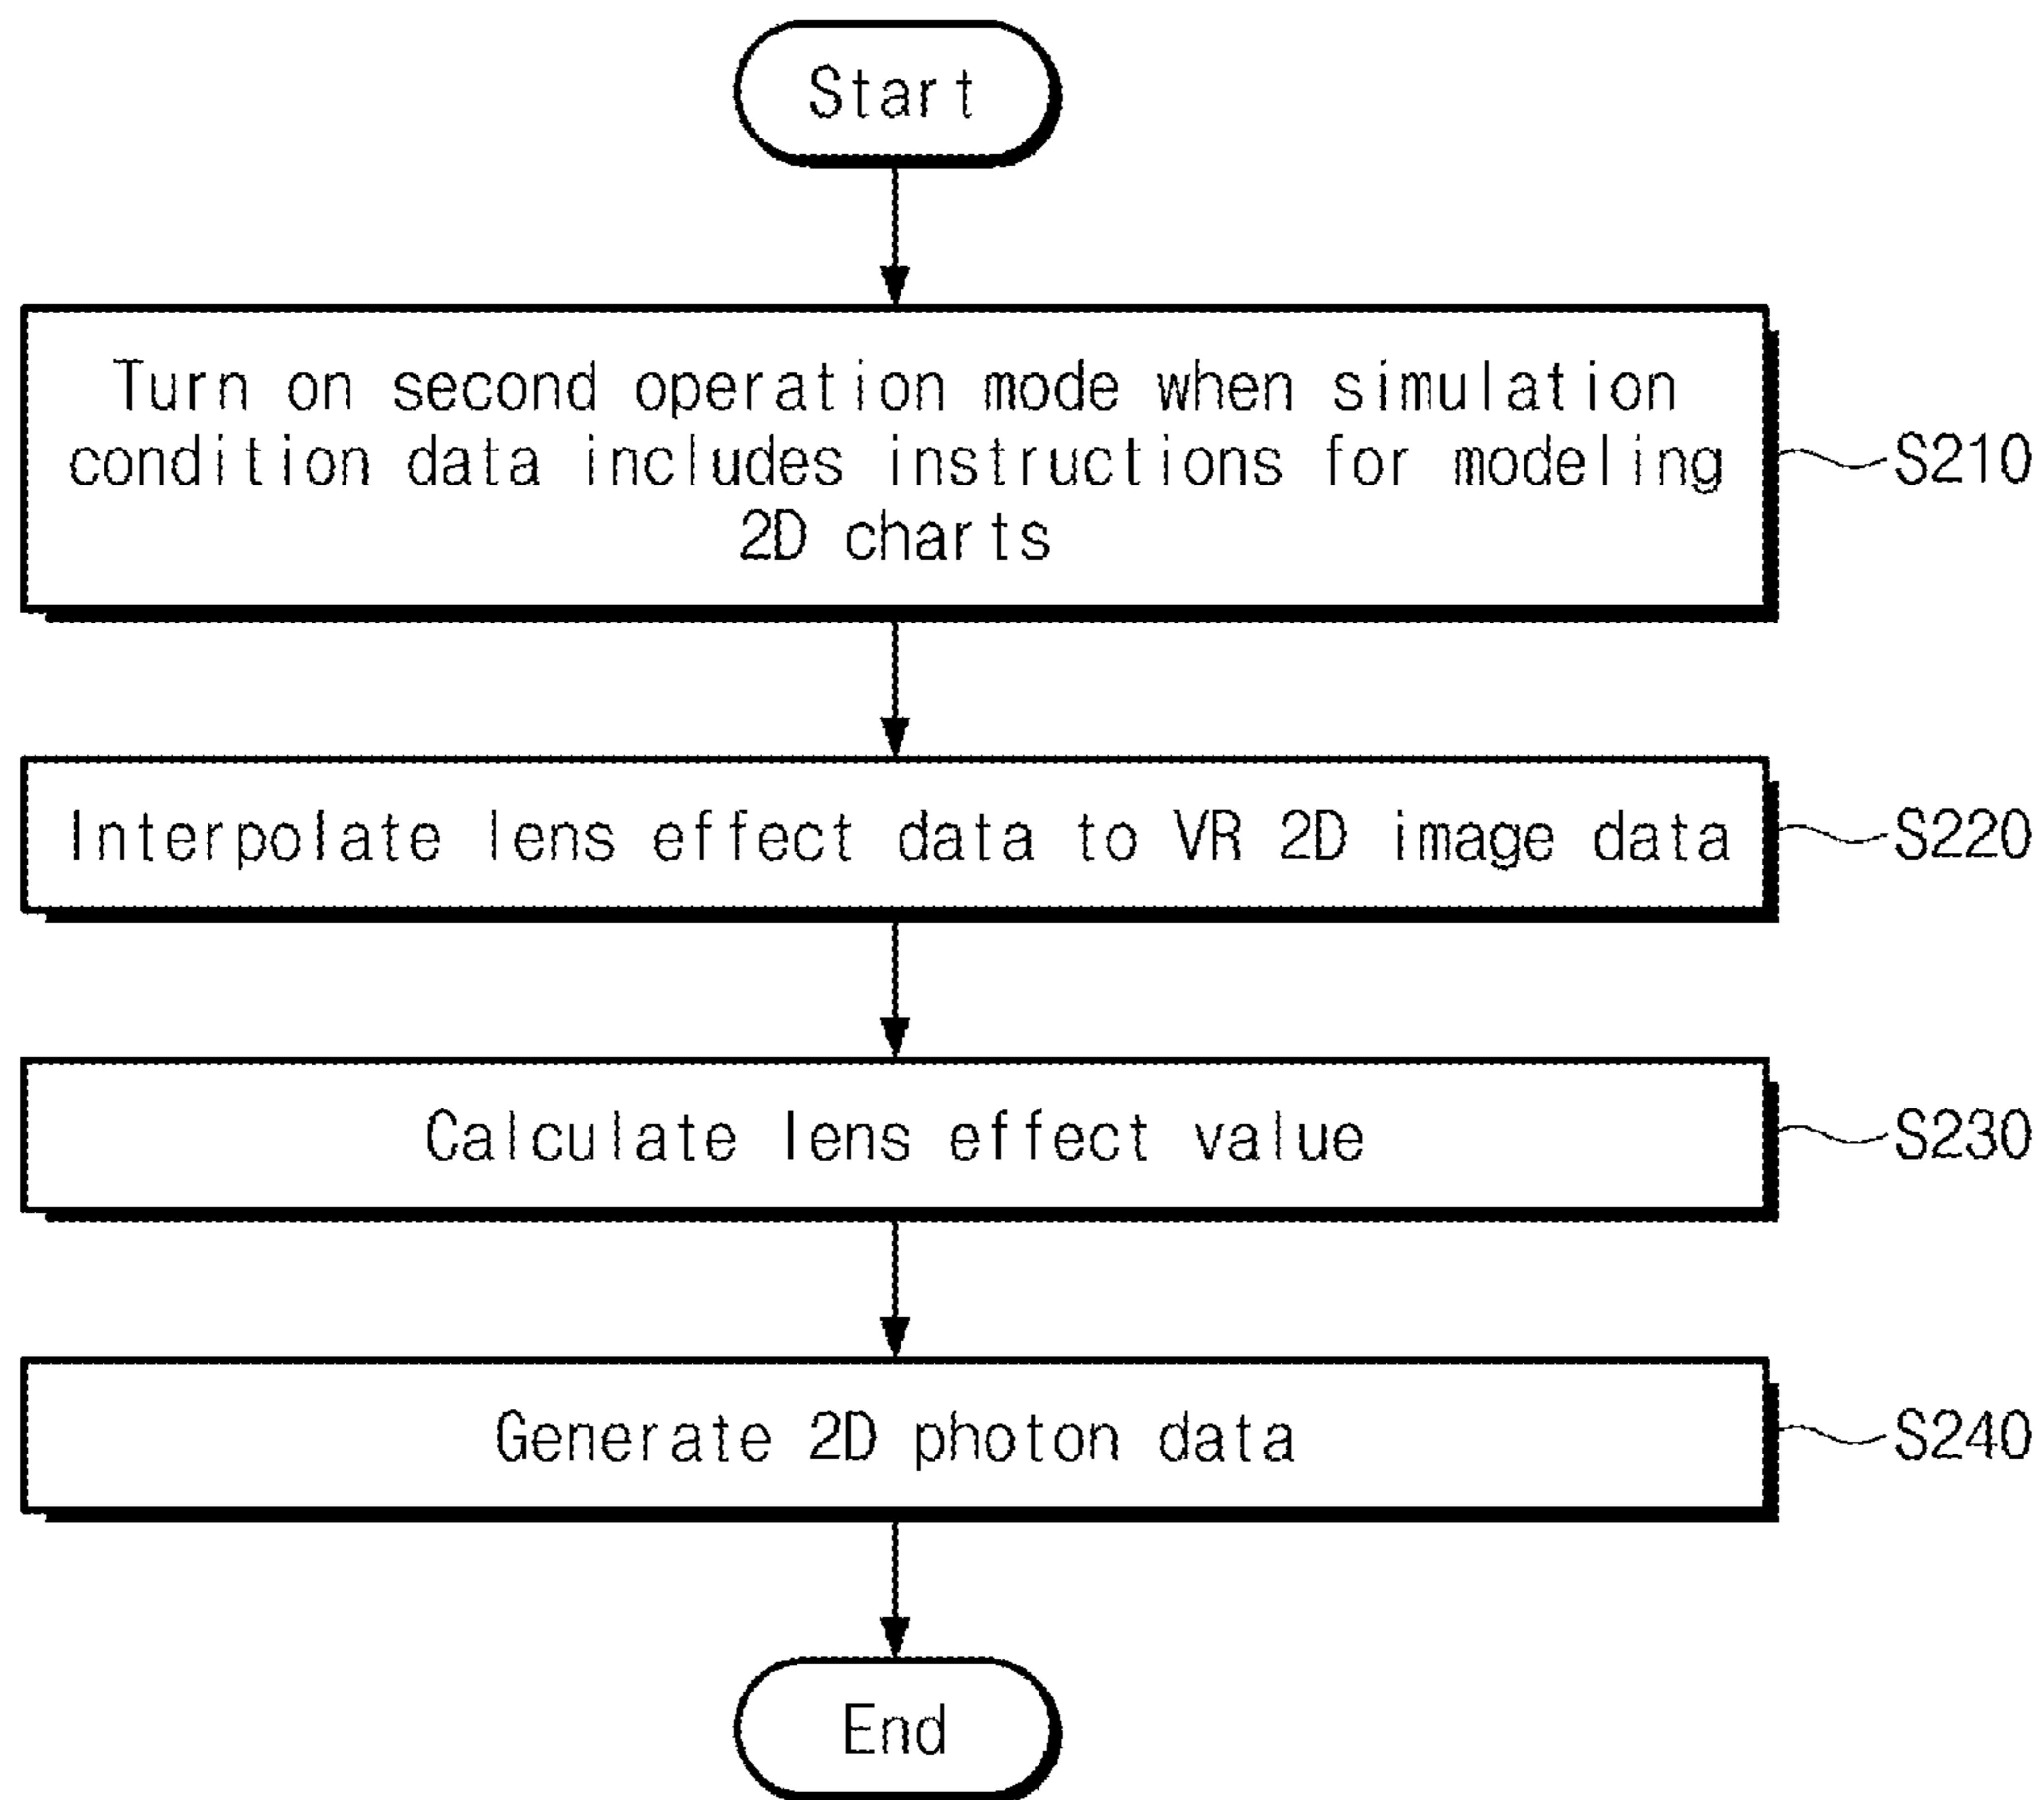 Start
Turn on second operation mode when simulation
condition data includes instructions for modeling
2D charts
S210
Interpolate lens effect data to VR 2D image data
S220
Calculate lens effect value
S230
Generate 2D photon data
S240
End